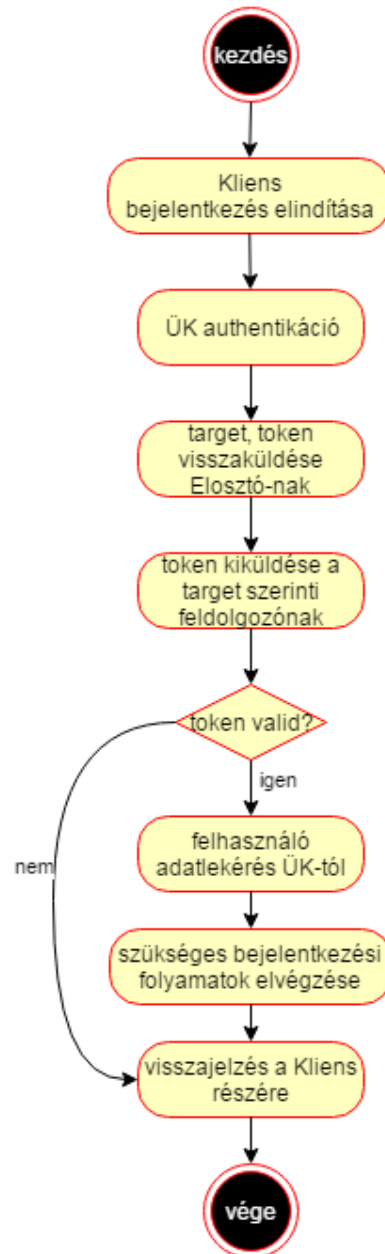 kezdés
Kliens
bejelentkezés elindítása
ÜK authentikáció
target, token
visszaküldése
Elosztó-nak
token kiküldése a
target szerinti
feldolgozónak
token valid?
igen
nem
felhasználó
adatlekérés ÜK-tól
szükséges bejelentkezési
folyamatok elvégzése
visszajelzés a Kliens
részére
vége